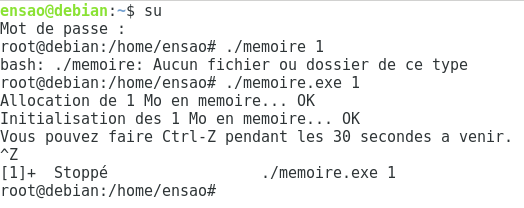 ensao@debian:~$ su
Mot de passe :
root@debian:/home/ensao# ./memoire 1
bash: ./memoire: Aucun fichier ou dossier de ce type
root@debian:/home/ensao# ./memoire.exe 1
Allocation de 1 Mo en memoire... OK
Initialisation des 1 Mo en memoire... OK
Vous pouvez faire Ctrl-Z pendant les 30 secondes a venir.
^Z
[1]+  Stoppé                 ./memoire.exe 1
root@debian:/home/ensao#